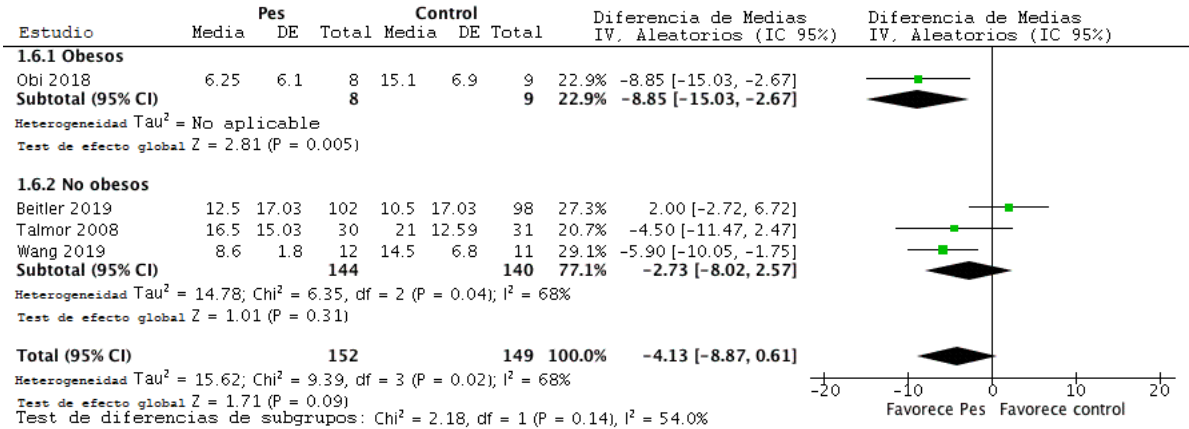 Pes Control Diferencia de Medias Diferencia de Medias
Estudio Media DE Total Media DE Total IV, Aleatorios (IC 95%) IV, Aleatorios (IC 95%)
1.6.1 Obesos
Obi 2018 6.25 6.1 8 15.1 6.9 9 22.9% -8.85 [-15.03, -2.67]
Subtotal (95% CI) 8 9 22.9% -8.85 [-15.03, -2.67]
Heterogeneidad Tau² = No aplicable
Test de efecto global Z = 2.81 (P = 0.005)
1.6.2 No obesos
Beitler 2019 12.5 17.03 102 10.5 17.03 98 27.3% 2.00 [-2.72, 6.72]
Talmor 2008 16.5 15.03 30 21 12.59 31 20.7% -4.50 [-11.47, 2.47]
Wang 2019 8.6 1.8 12 14.5 6.8 11 29.1% -5.90 [-10.05, -1.75]
Subtotal (95% CI) 144 140 77.1% -2.73 [-8.02, 2.57]
Heterogeneidad Tau² = 14.78; Chi² = 6.35, df = 2 (P = 0.04); I² = 68%
Test de efecto global Z = 1.01 (P = 0.31)
Total (95% CI) 152 149 100.0% -4.13 [-8.87, 0.61]
Heterogeneidad Tau² = 15.62; Chi² = 9.39, df = 3 (P = 0.02); I² = 68%
Test de efecto global Z = 1.71 (P = 0.09)
Test de diferencias de subgrupos: Chi² = 2.18, df = 1 (P = 0.14), I² = 54.0%
-20 -10 0 10 20
Favorece Pes Favorece control